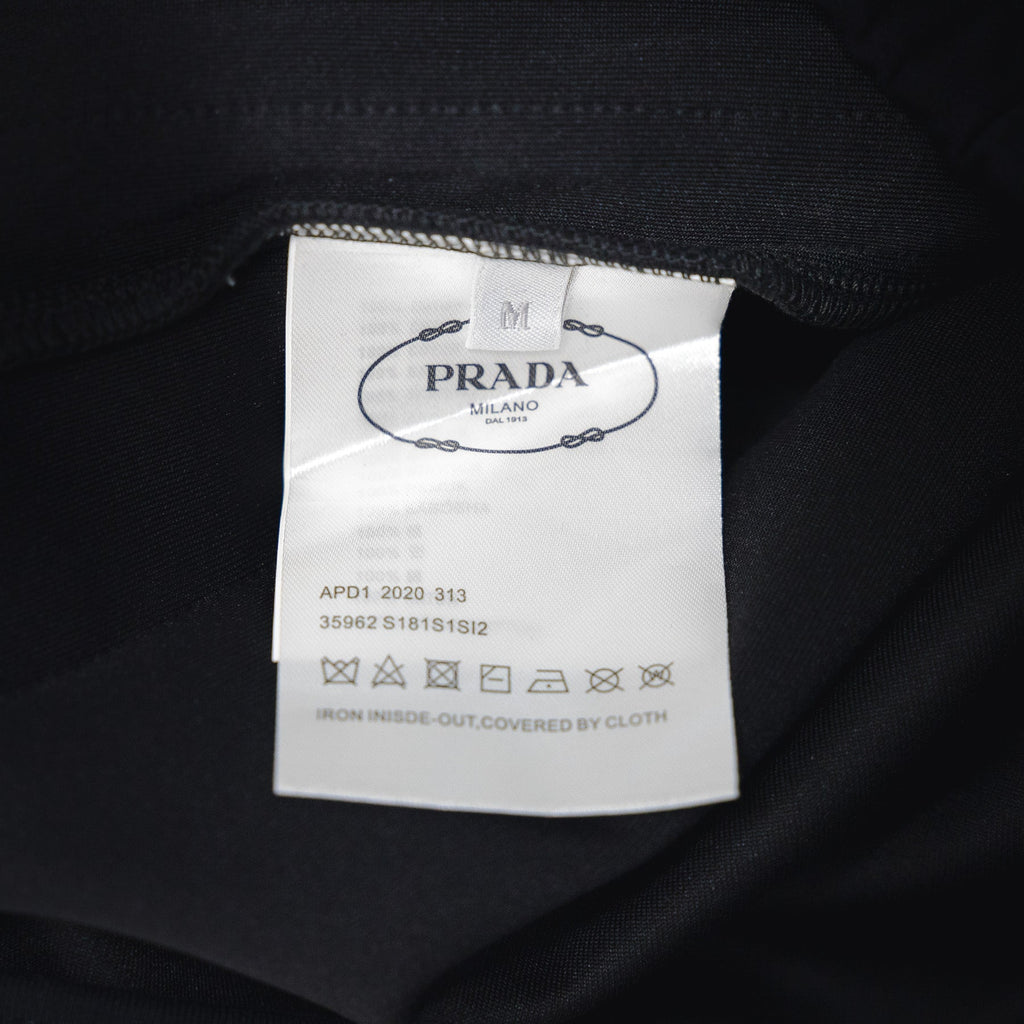 M
PRADA
MILANO
DAL 1913
APD1 2020 313
35962 S181S1SI2
IRON INISDE-OUT,COVERED BY CLOTH